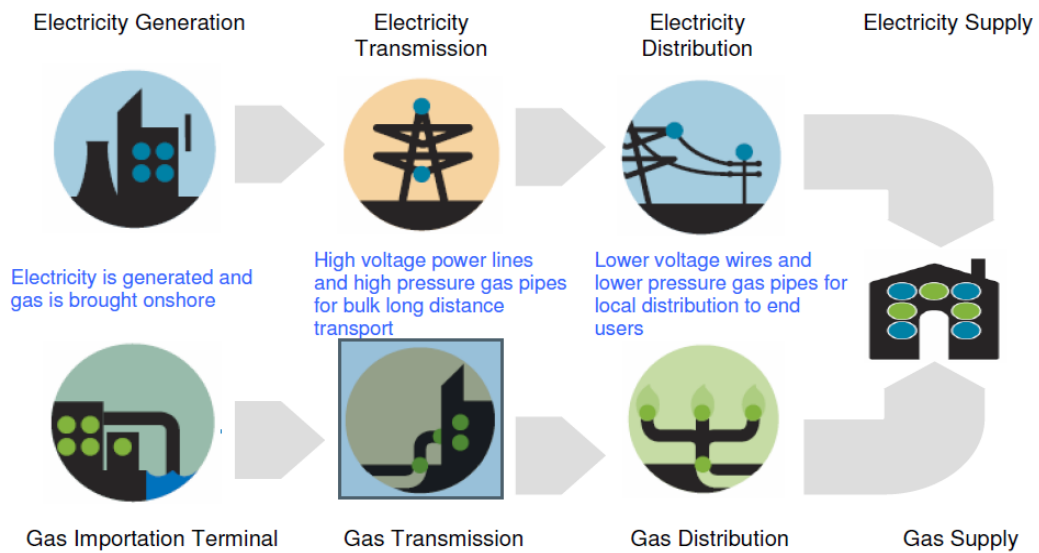 Electricity Generation
Electricity
Transmission
Electricity
Distribution
Electricity Supply
Electricity is generated and
gas is brought onshore
High voltage power lines
and high pressure gas pipes
for bulk long distance
transport
Lower voltage wires and
lower pressure gas pipes for
local distribution to end
users
Gas Importation Terminal
Gas Transmission
Gas Distribution
Gas Supply